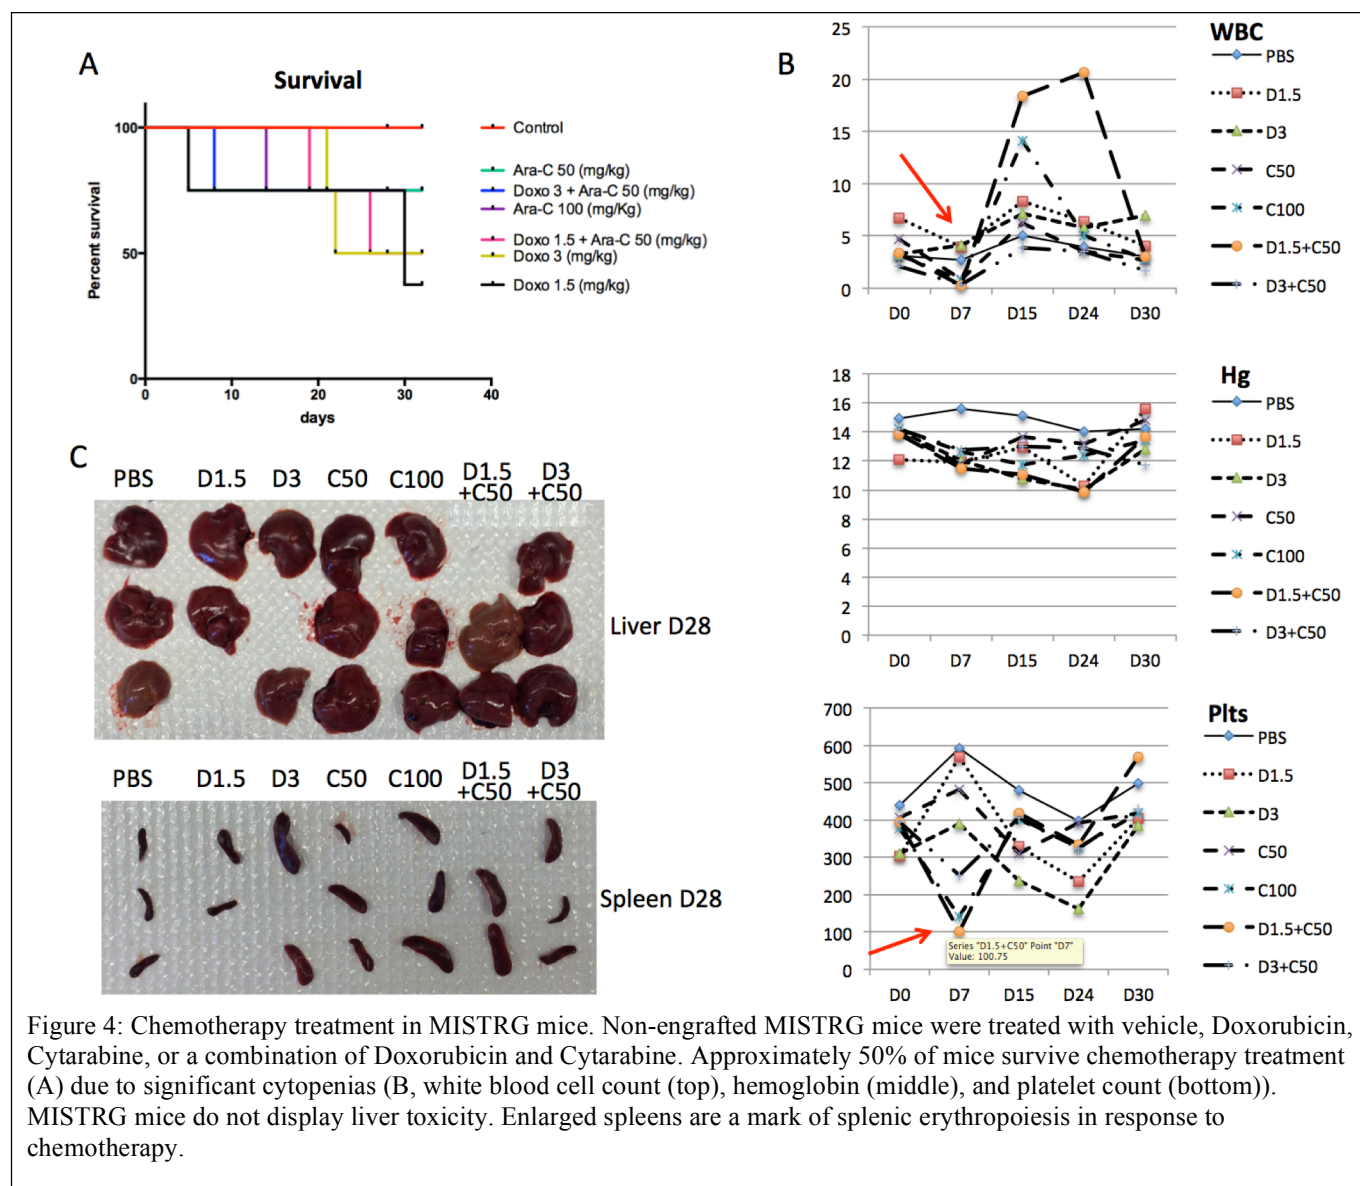 A
Survival
100
50
0
Percent survival
0 10 20 30 40
days
Control
Ara-C 50 (mg/kg)
Doxo 3 + Ara-C 50 (mg/kg)
Ara-C 100 (mg/Kg)
Doxo 1.5 + Ara-C 50 (mg/kg)
Doxo 3 (mg/kg)
Doxo 1.5 (mg/kg)
B
WBC
25
20
15
10
5
0
D0 D7 D15 D24 D30
PBS
D1.5
D3
C50
C100
D1.5+C50
D3+C50
Hg
18
16
14
12
10
8
6
4
2
0
D0 D7 D15 D24 D30
PBS
D1.5
D3
C50
C100
D1.5+C50
D3+C50
Plts
700
600
500
400
300
200
100
0
D0 D7 D15 D24 D30
Series "D1.5+C50" Point "D7"
Value: 100.75
PBS
D1.5
D3
C50
C100
D1.5+C50
D3+C50
C
PBS D1.5 D3 C50 C100 D1.5 D3
+C50 +C50
Liver D28
PBS D1.5 D3 C50 C100 D1.5 D3
+C50 +C50
Spleen D28
Figure 4: Chemotherapy treatment in MISTRG mice. Non-engrafted MISTRG mice were treated with vehicle, Doxorubicin,
Cytarabine, or a combination of Doxorubicin and Cytarabine. Approximately 50% of mice survive chemotherapy treatment
(A) due to significant cytopenias (B, white blood cell count (top), hemoglobin (middle), and platelet count (bottom)).
MISTRG mice do not display liver toxicity. Enlarged spleens are a mark of splenic erythropoiesis in response to
chemotherapy.